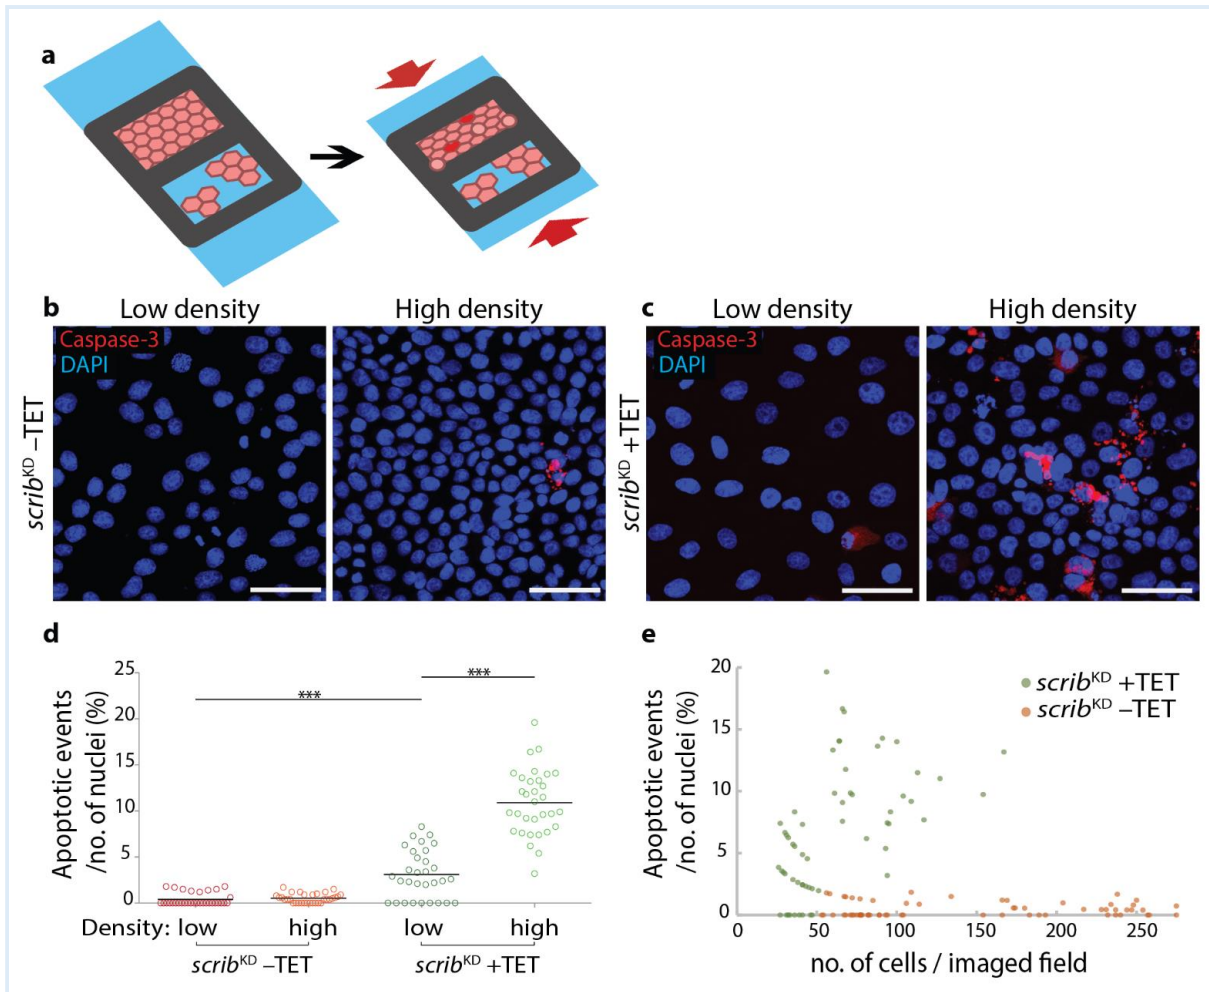 a
b
Low density
High density
Caspase-3
DAPI
scribᴷᴰ –TET
c
Low density
High density
Caspase-3
DAPI
scribᴷᴰ +TET
d
Apoptotic events
/no. of nuclei (%)
25
20
15
10
5
0
***
***
Density: low
high
low
high
scribᴷᴰ –TET
scribᴷᴰ +TET
e
Apoptotic events
/no. of nuclei (%)
20
15
10
5
0
scribᴷᴰ +TET
scribᴷᴰ –TET
0
50
100
150
200
250
no. of cells / imaged field